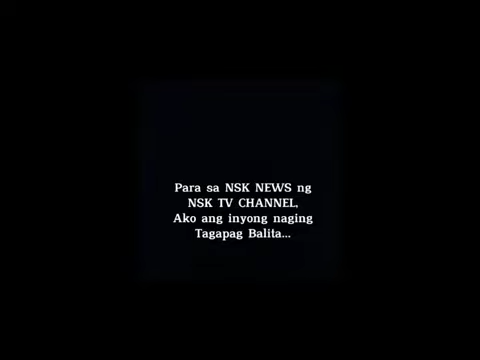 Para sa NSK NEWS ng
NSK TV CHANNEL,
Ako ang inyong naging
Tagapag Balita...